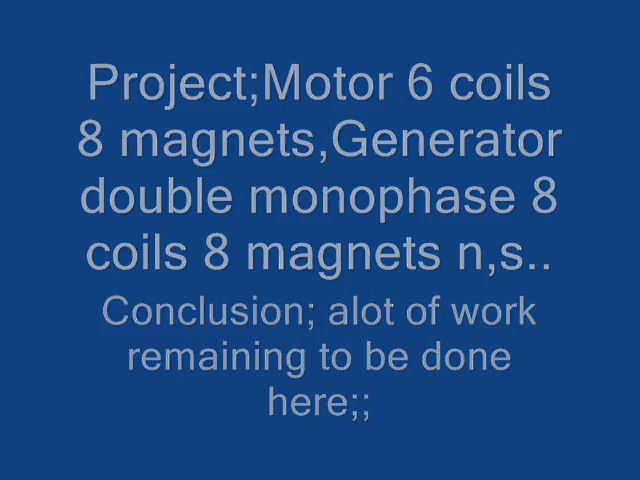 Project;Motor 6 coils
8 magnets,Generator
double monophase 8
coils 8 magnets n,s..
Conclusion; alot of work
remaining to be done
here;;